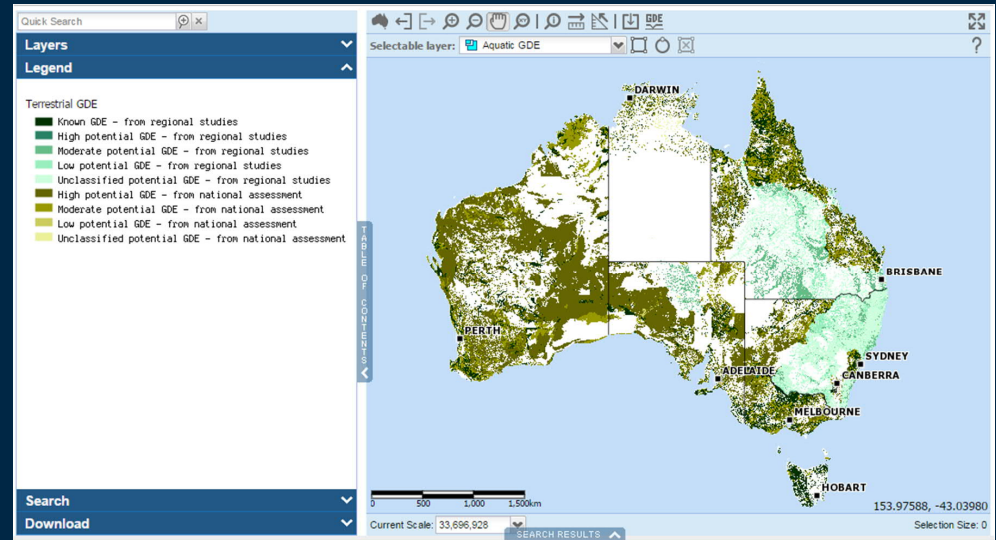 Quick Search
Layers
Legend
Terrestrial GDE
Known GDE - from regional studies
High potential GDE - from regional studies
Moderate potential GDE - from regional studies
Low potential GDE - from regional studies
Unclassified potential GDE - from regional studies
High potential GDE - from national assessment
Moderate potential GDE - from national assessment
Low potential GDE - from national assessment
Unclassified potential GDE - from national assessment
Search
Download
TABLE OF CONTENTS
GDE
Selectable layer: Aquatic GDE
?
DARWIN
BRISBANE
PERTH
SYDNEY
ADELAIDE
CANBERRA
MELBOURNE
HOBART
0 500 1,000 1,500km
153.97588, -43.03980
Current Scale: 33,696,928
Selection Size: 0
SEARCH RESULTS